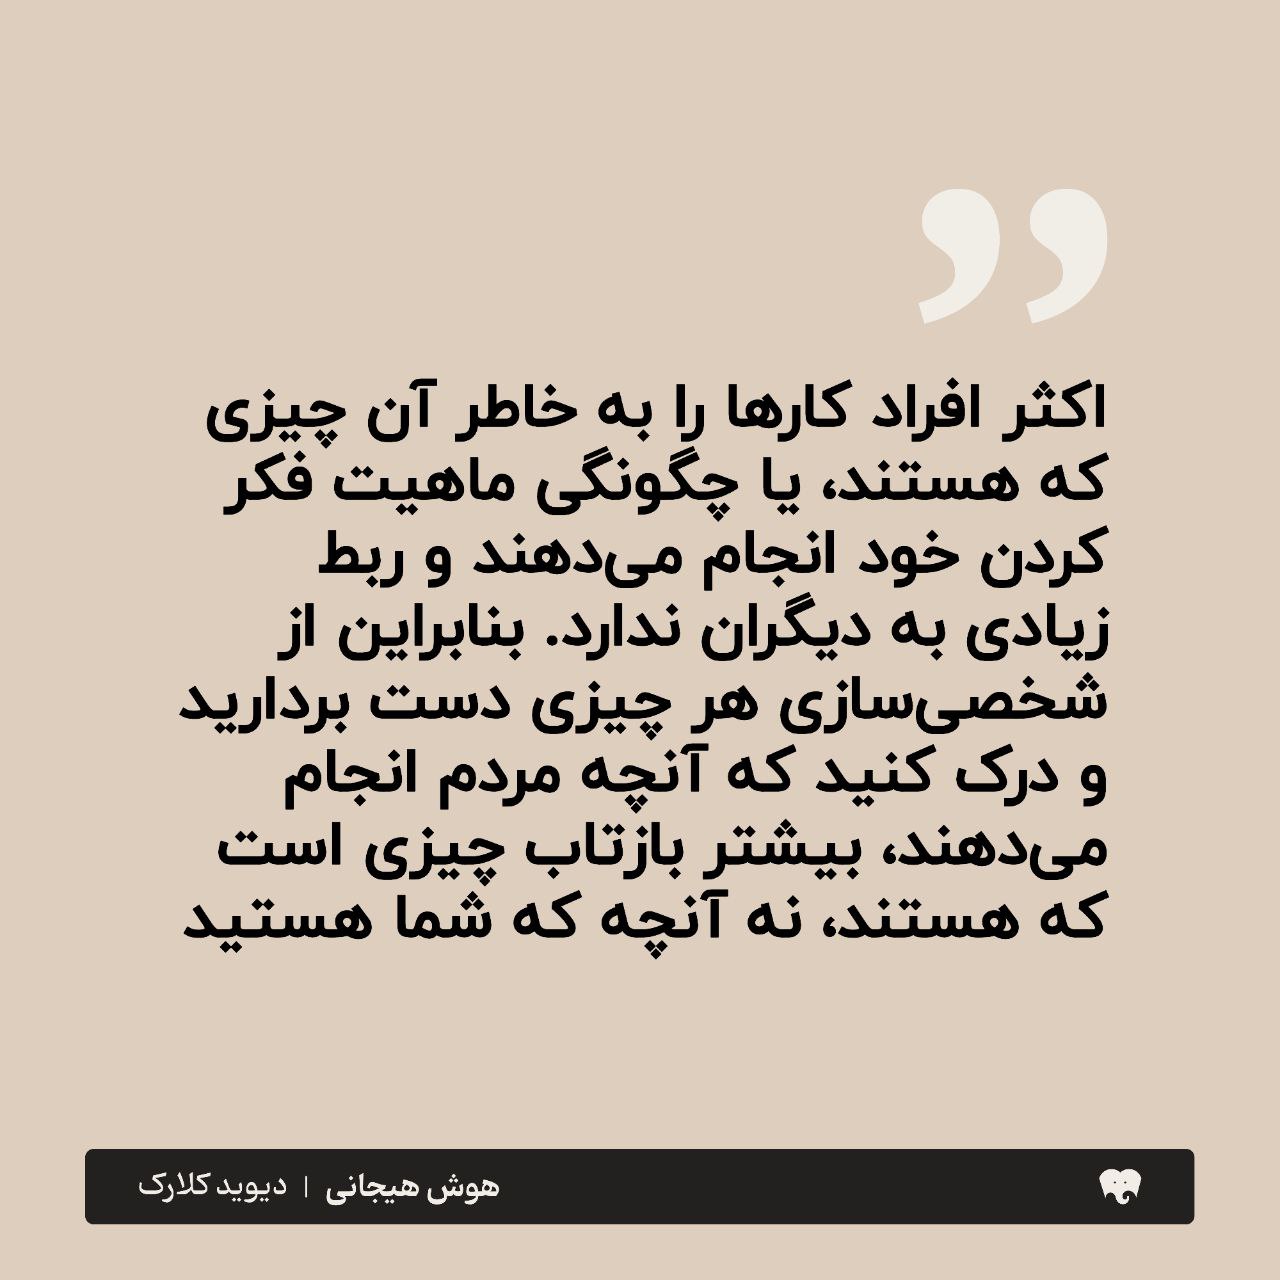 اکثر افراد کارها را به خاطر آن چیزی
که هستند، یا چگونگی ماهیت فکر
کردن خود انجام می‌دهند و ربط
زیادی به دیگران ندارد. بنابراین از
شخصی‌سازی هر چیزی دست بردارید
و درک کنید که آنچه مردم انجام
می‌دهند، بیشتر بازتاب چیزی است
که هستند، نه آنچه که شما هستید
هوش هیجانی | دیوید کلارک